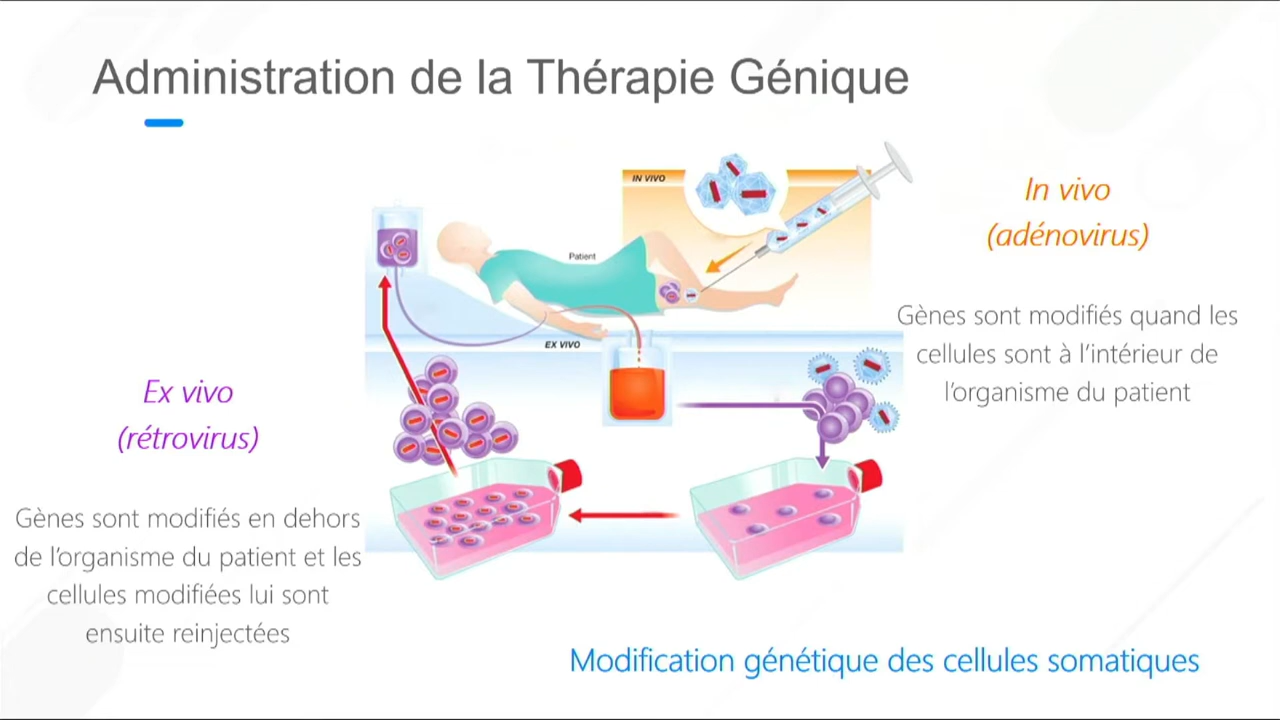 Administration de la Thérapie Génique
IN VIVO
Patient
EX VIVO
In vivo
(adénovirus)
Gènes sont modifiés quand les
cellules sont à l’intérieur de
l’organisme du patient
Ex vivo
(rétrovirus)
Gènes sont modifiés en dehors
de l’organisme du patient et les
cellules modifiées lui sont
ensuite reinjectées
Modification génétique des cellules somatiques